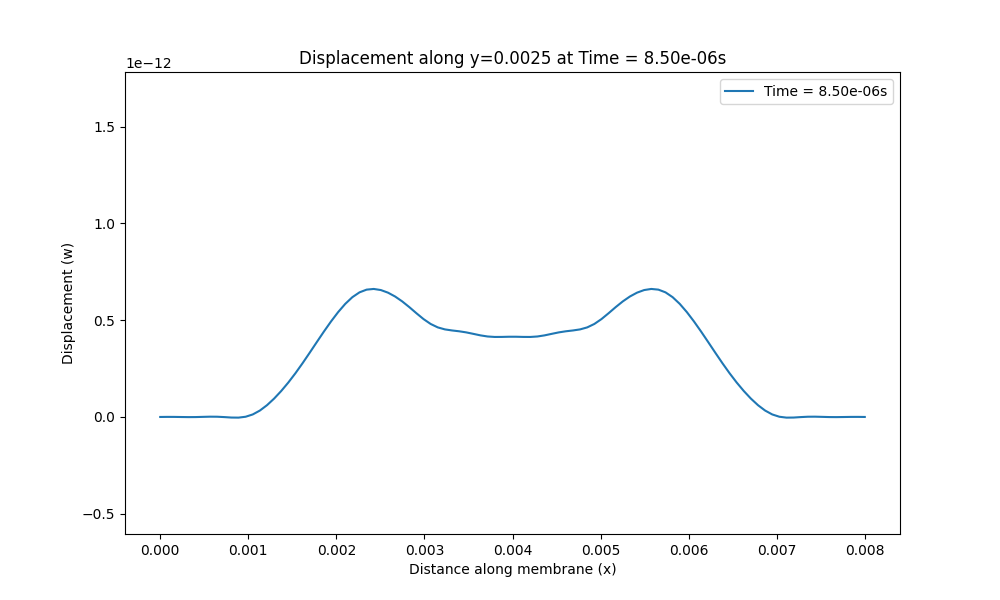 Displacement along y=0.0025 at Time = 8.50e-06s
1e−12
Time = 8.50e-06s
1.5
1.0
0.5
0.0
−0.5
Displacement (w)
0.000 0.001 0.002 0.003 0.004 0.005 0.006 0.007 0.008
Distance along membrane (x)